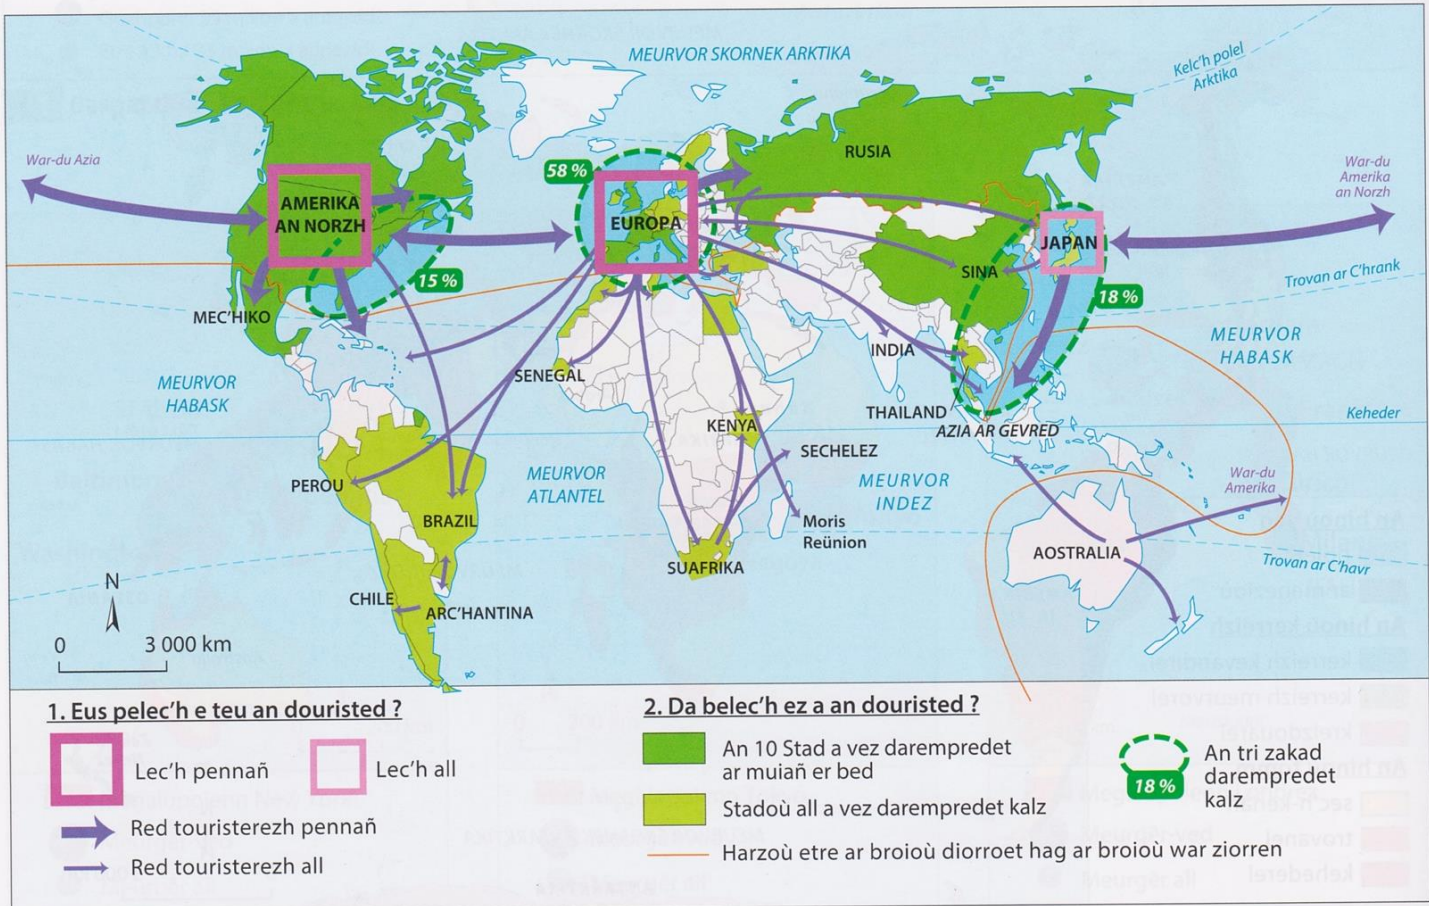 MEURVOR SKORNEK ARKTIKA
Kelc'h polel
Arktika
War-du Azia
58 %
RUSIA
War-du
Amerika
an Norzh
AMERIKA
AN NORZH
EUROPA
JAPAN
SINA
15 %
18 %
Trovan ar C'hrank
MEC'HIKO
INDIA
MEURVOR
HABASK
MEURVOR
HABASK
SENEGAL
THAILAND
KENYA
AZIA AR GEVRED
Keheder
SECHELEZ
PEROU
MEURVOR
ATLANTEL
MEURVOR
INDEZ
War-du
Amerika
BRAZIL
Moris
Reünion
AOSTRALIA
SUAFRIKA
Trovan ar C'havr
N
CHILE
ARC'HANTINA
0 3 000 km
1. Eus pelec'h e teu an douristed ?
Lec'h pennañ
Lec'h all
Red touristerezh pennañ
Red touristerezh all
2. Da belec'h ez a an douristed ?
An 10 Stad a vez darempredet
ar muiañ er bed
Stadoù all a vez darempredet kalz
Harzoù etre ar broioù diorroet hag ar broioù war ziorren
An tri zakad
darempredet
kalz
18 %